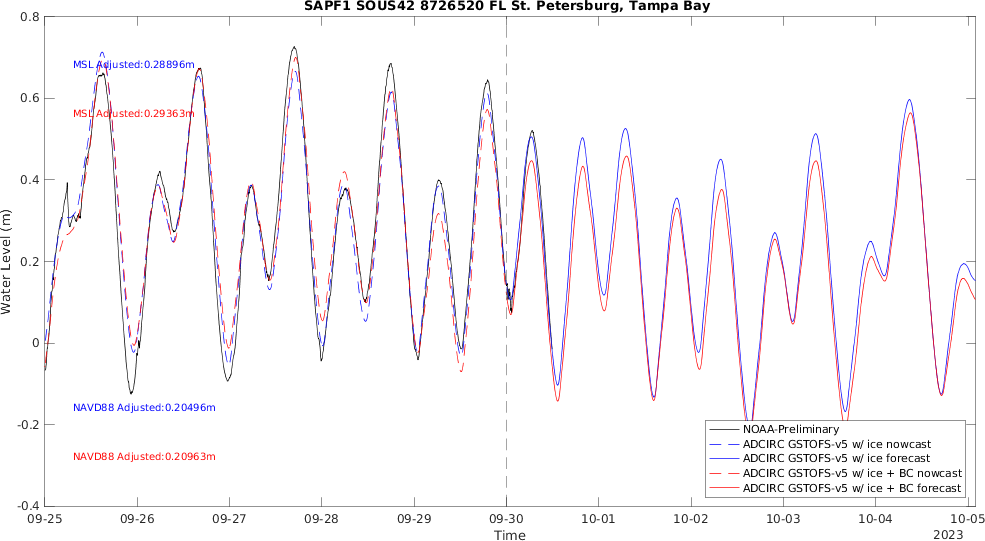 SAPF1 SOUS42 8726520 FL St. Petersburg, Tampa Bay
Water Level (m)
0.8
0.6
0.4
0.2
0
-0.2
-0.4
MSL Adjusted:0.28896m
MSL Adjusted:0.29363m
NAVD88 Adjusted:0.20496m
NAVD88 Adjusted:0.20963m
NOAA-Preliminary
ADCIRC GSTOFS-v5 w/ ice nowcast
ADCIRC GSTOFS-v5 w/ ice forecast
ADCIRC GSTOFS-v5 w/ ice + BC nowcast
ADCIRC GSTOFS-v5 w/ ice + BC forecast
09-25 09-26 09-27 09-28 09-29 09-30 10-01 10-02 10-03 10-04 10-05
Time
2023